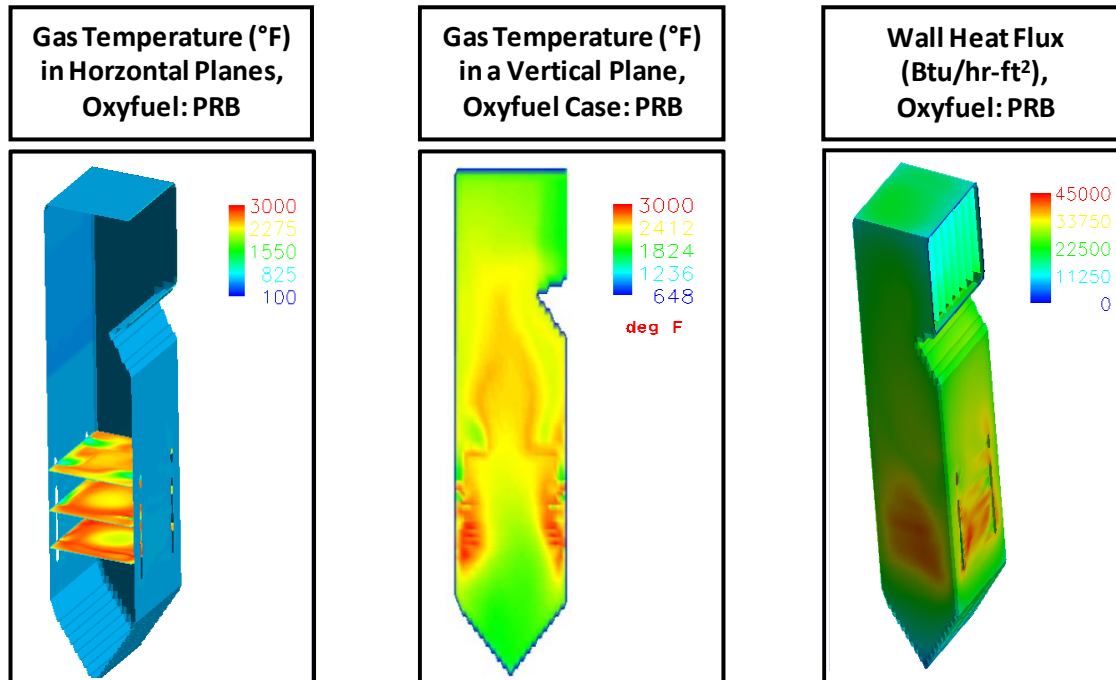 Gas Temperature (°F)
in Horzontal Planes,
Oxyfuel: PRB
Gas Temperature (°F)
in a Vertical Plane,
Oxyfuel Case: PRB
Wall Heat Flux
(Btu/hr-ft²),
Oxyfuel: PRB
3000
2275
1550
825
100
3000
2412
1824
1236
648
deg F
45000
33750
22500
11250
0